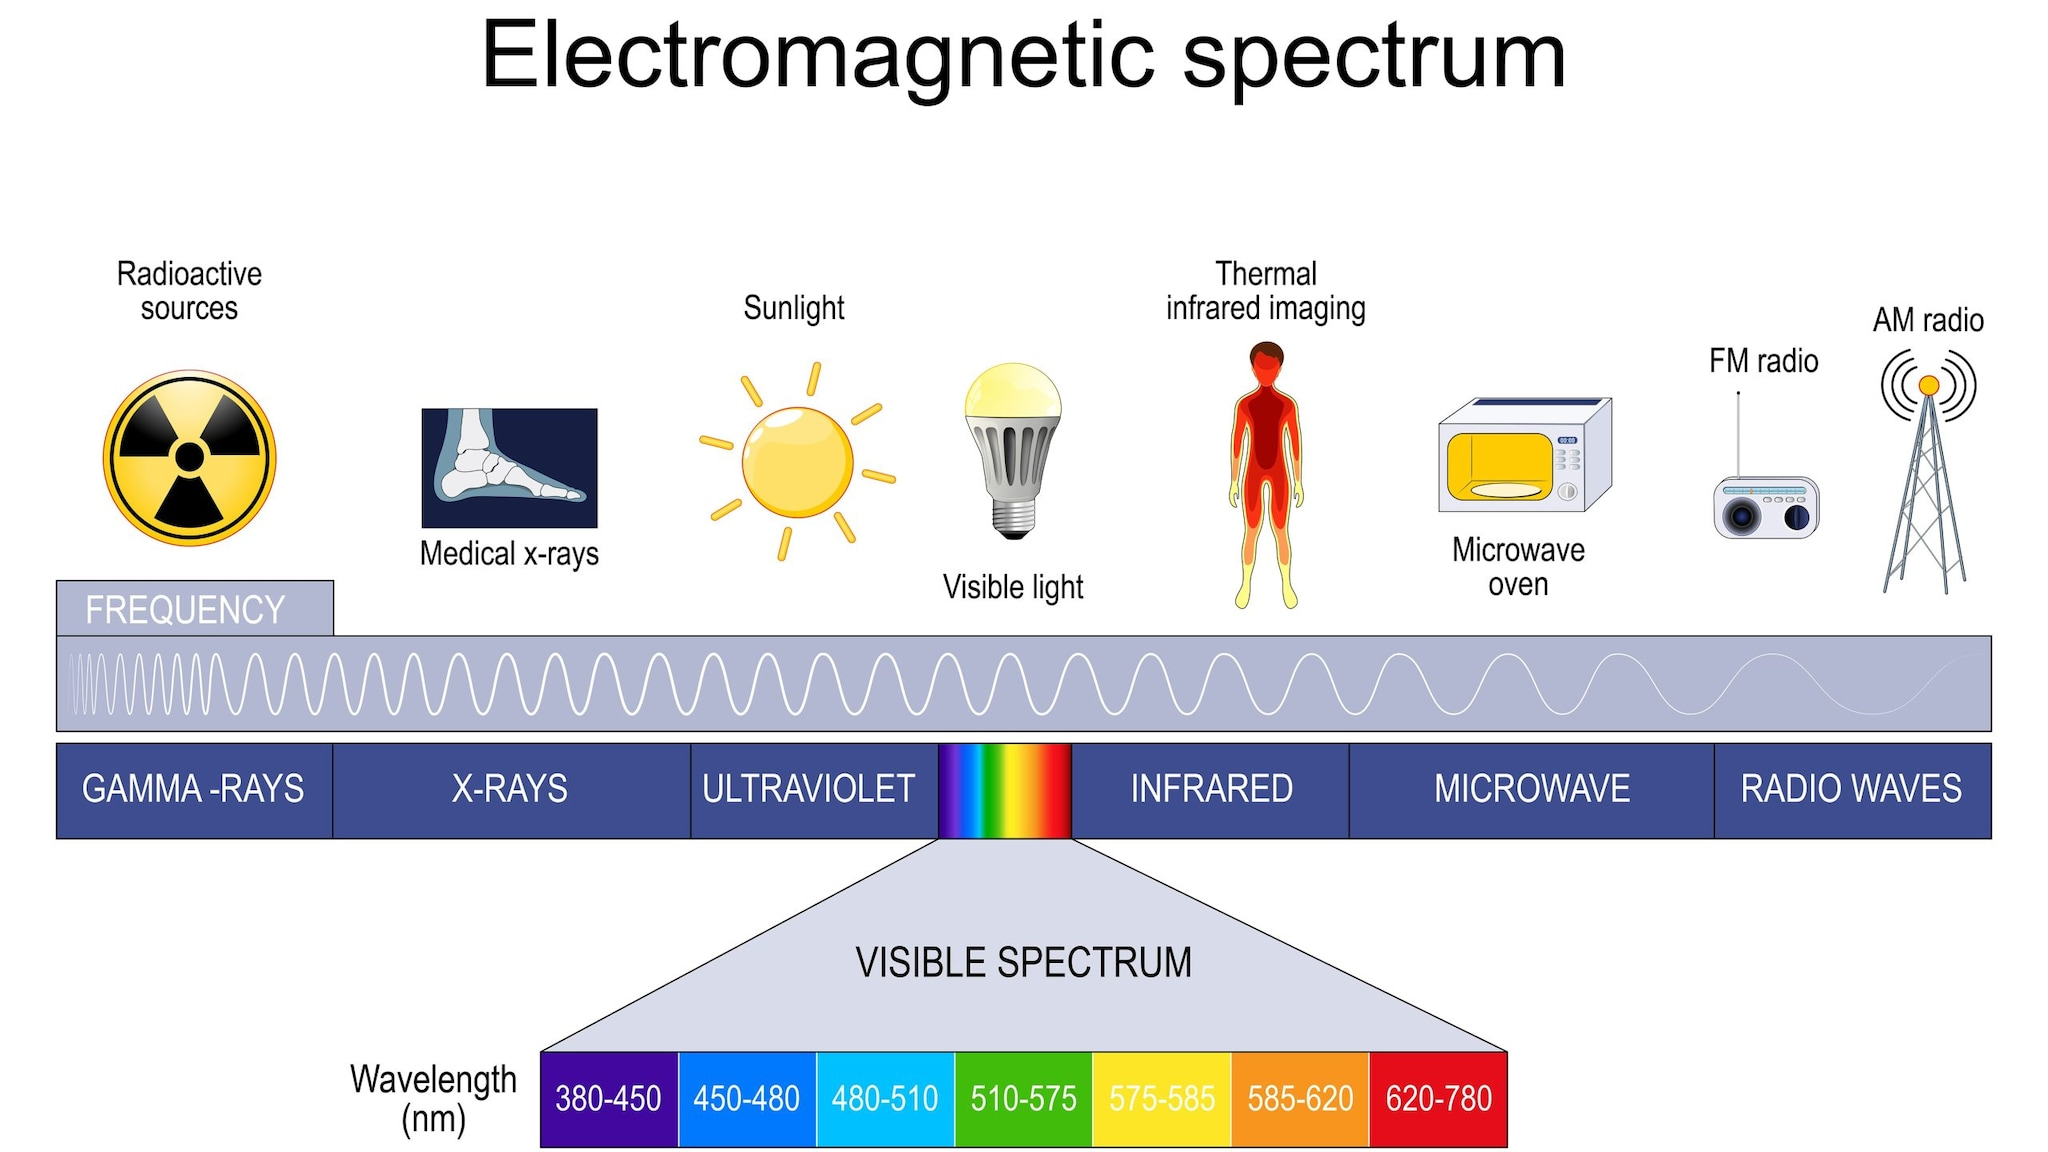 Electromagnetic spectrum
Radioactive
sources
Medical x-rays
Sunlight
Visible light
Thermal
infrared imaging
00:00
Microwave
oven
FM radio
AM radio
FREQUENCY
GAMMA -RAYS
X-RAYS
ULTRAVIOLET
INFRARED
MICROWAVE
RADIO WAVES
VISIBLE SPECTRUM
Wavelength
(nm)
380-450
450-480
480-510
510-575
575-585
585-620
620-780